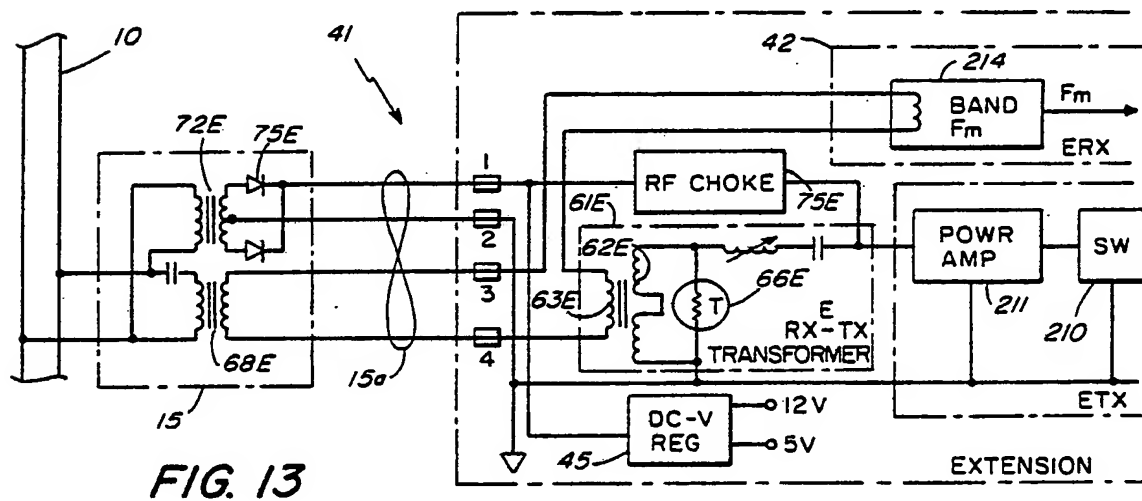 10
41
42
214
BAND
Fm
Fm
ERX
72E
75E
1
RF CHOKE
75E
61E
2
62E
3
63E
T
66E
E
RX-TX
TRANSFORMER
POWR
AMP
211
SW
210
4
68E
15
15a
ETX
DC-V
REG
12V
5V
45
EXTENSION
FIG. 13